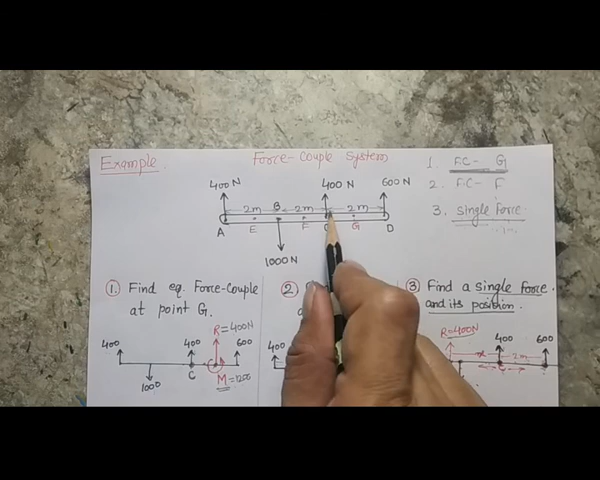 Example. Force-Couple System
1. F.C- G
2. F.C- F
3. single force
400 N 400 N 600 N
2m B 2m 2m
A E F G D
1000 N
① Find eq. Force-Couple
at point G.
R = 400N
400 400 600
C
1000 M = 1200
②
400
③ Find a single force.
and its position.
R=400N 400 600
x 2m